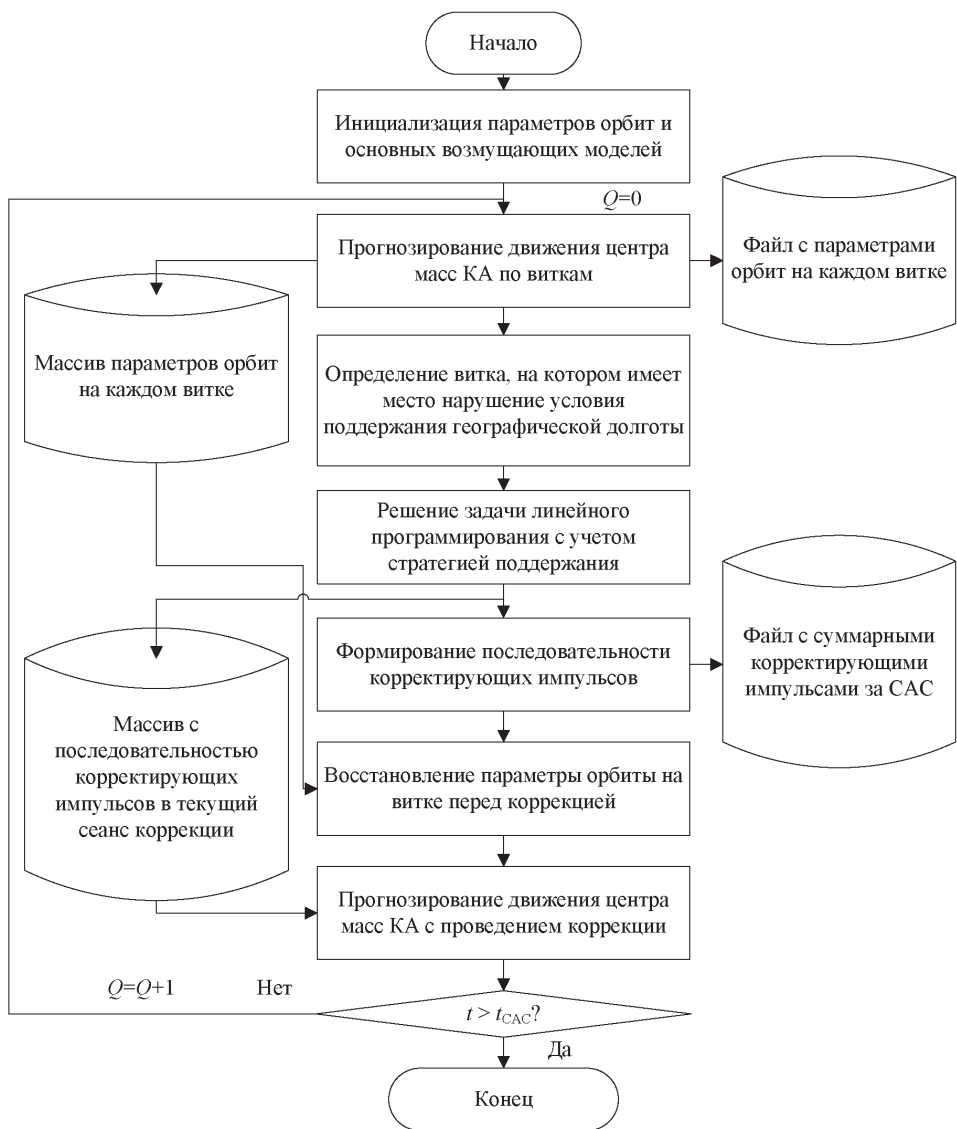 Начало
Инициализация параметров орбит и
основных возмущающих моделей
Q=0
Прогнозирование движения центра
масс КА по виткам
Файл с параметрами
орбит на каждом витке
Массив параметров орбит
на каждом витке
Определение витка, на котором имеет
место нарушение условия
поддержания географической долготы
Решение задачи линейного
программирования с учетом
стратегией поддержания
Формирование последовательности
корректирующих импульсов
Файл с суммарными
корректирующими
импульсами за САС
Массив с
последовательностью
корректирующих
импульсов в текущий
сеанс коррекции
Восстановление параметры орбиты на
витке перед коррекцией
Прогнозирование движения центра
масс КА с проведением коррекции
Q=Q+1 Нет
t > tСАС?
Да
Конец